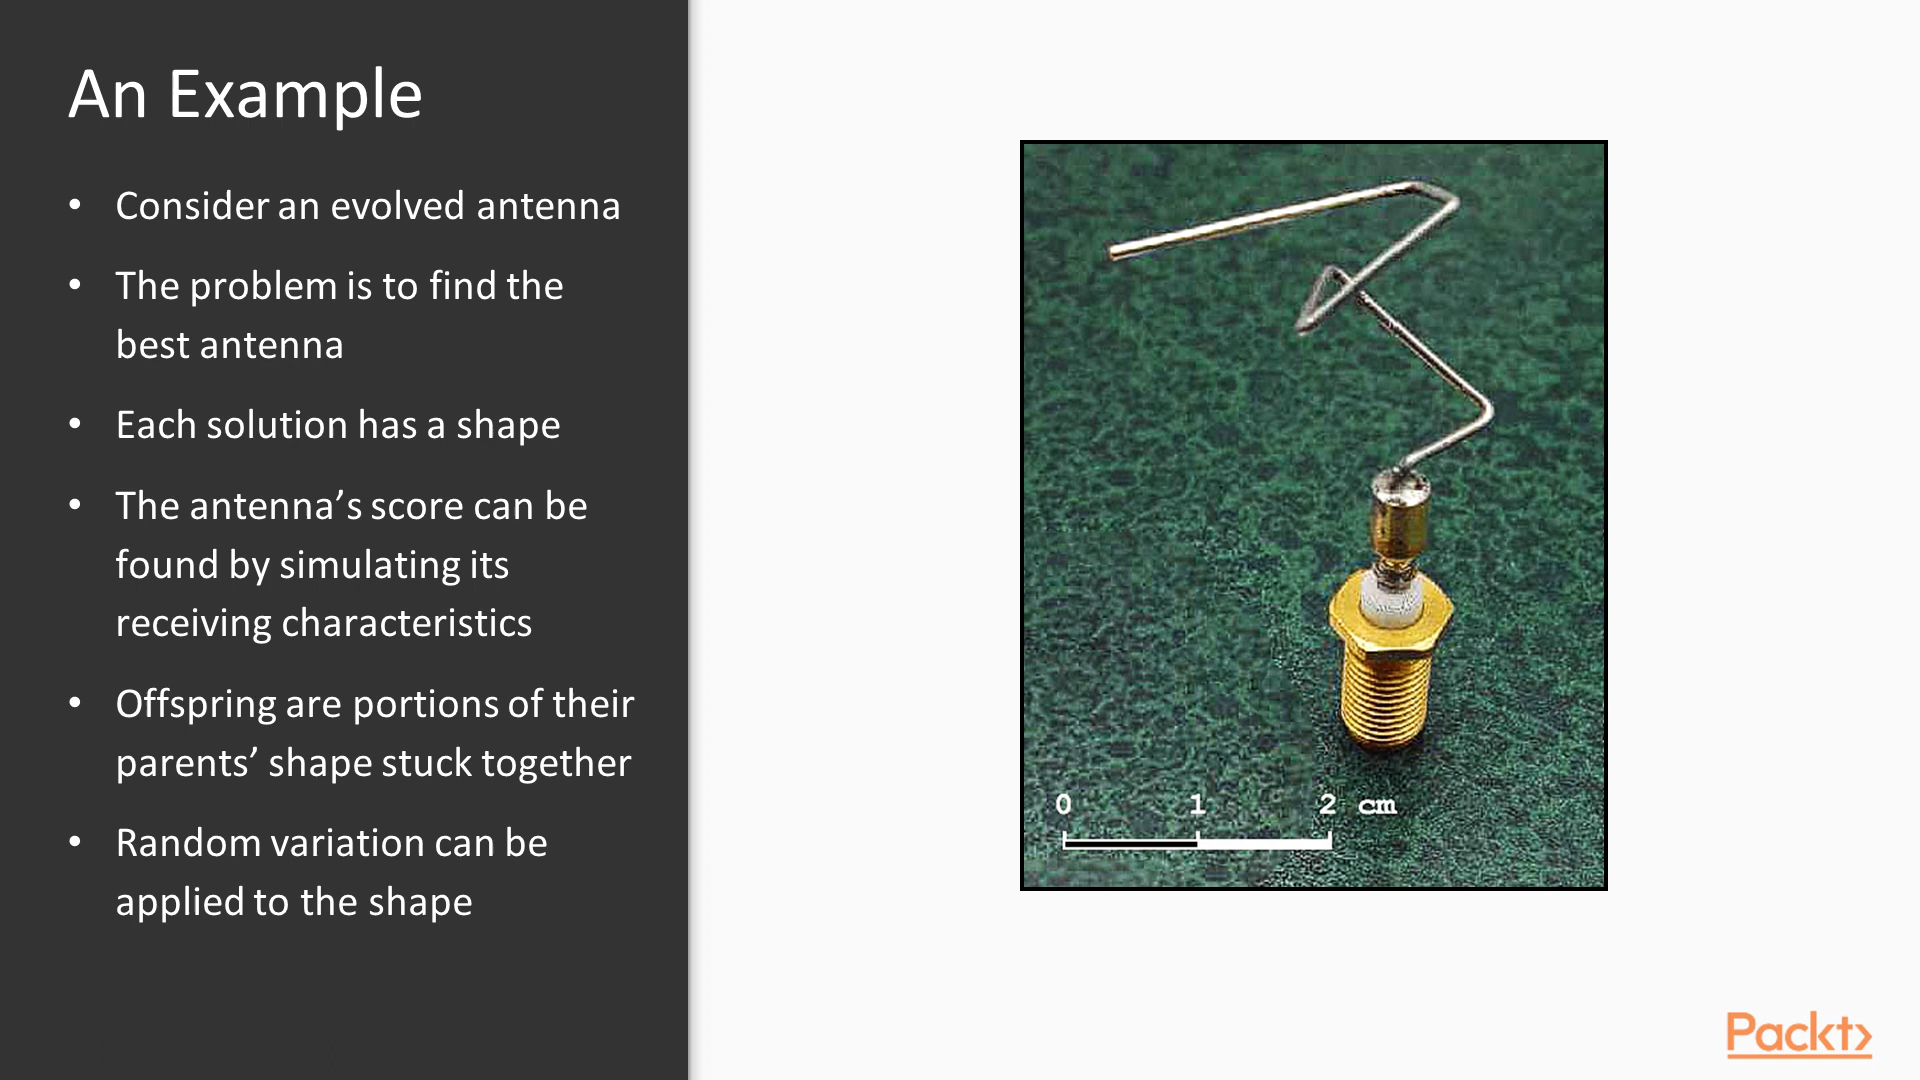 An Example
• Consider an evolved antenna
• The problem is to find the
best antenna
• Each solution has a shape
• The antenna’s score can be
found by simulating its
receiving characteristics
• Offspring are portions of their
parents’ shape stuck together
• Random variation can be
applied to the shape
0 1 2 cm
Packt>